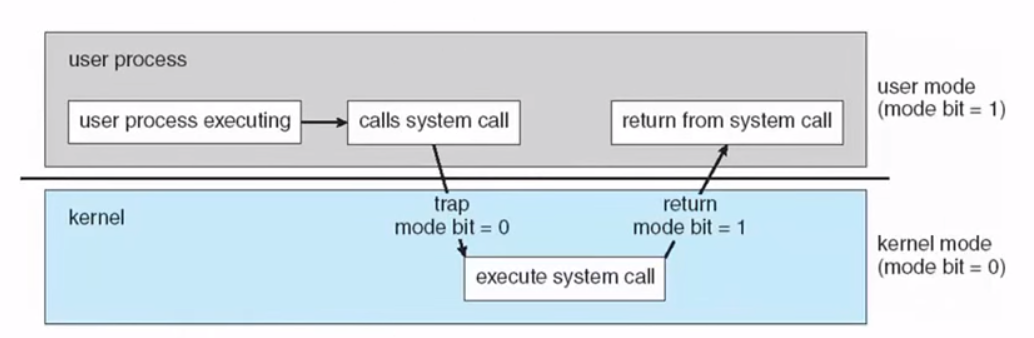 user process
user process executing
calls system call
return from system call
user mode
(mode bit = 1)
kernel
trap
mode bit = 0
return
mode bit = 1
execute system call
kernel mode
(mode bit = 0)